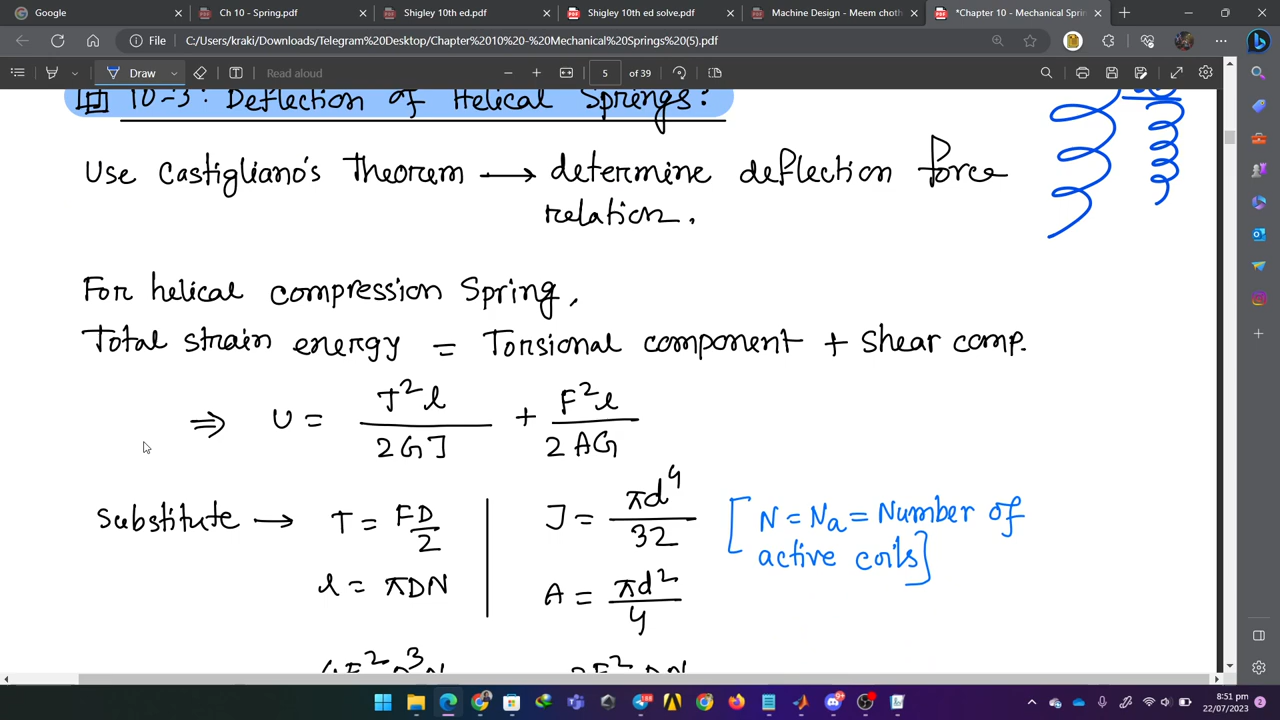 Google
Ch 10 - Spring.pdf
Shigley 10th ed.pdf
Shigley 10th ed solve.pdf
Machine Design - Meem chot
*Chapter 10 - Mechanical Sprin
File
C:/Users/kraki/Downloads/Telegram%20Desktop/Chapter%2010%20-%20Mechanical%20Springs%20(5).pdf
Draw
Read aloud
5 of 39
10-3: Deflection of Helical Springs:
Use Castigliano's Theorem ⟶ determine deflection force
relation.
For helical compression Spring,
Total strain energy = Torsional component + Shear comp.
⇒ U = T²l / 2GJ + F²l / 2AG
Substitute ⟶ T = FD/2
l = πDN
J = πd⁴/32
A = πd²/4
[N = Na = Number of
active coils]
8:51 pm
22/07/2023